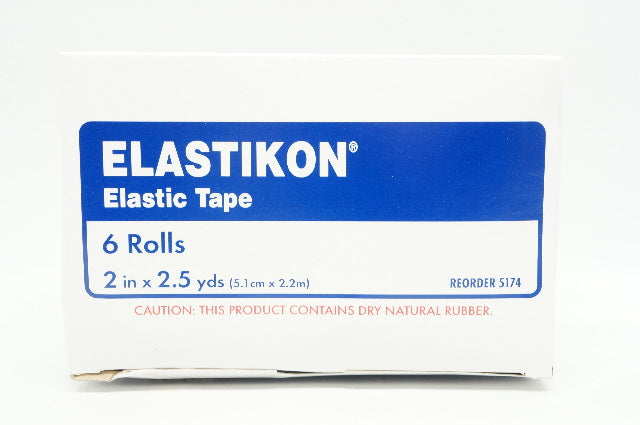 ELASTIKON®
Elastic Tape
6 Rolls
2 in x 2.5 yds (5.1cm x 2.2m)
REORDER 5174
CAUTION: THIS PRODUCT CONTAINS DRY NATURAL RUBBER.